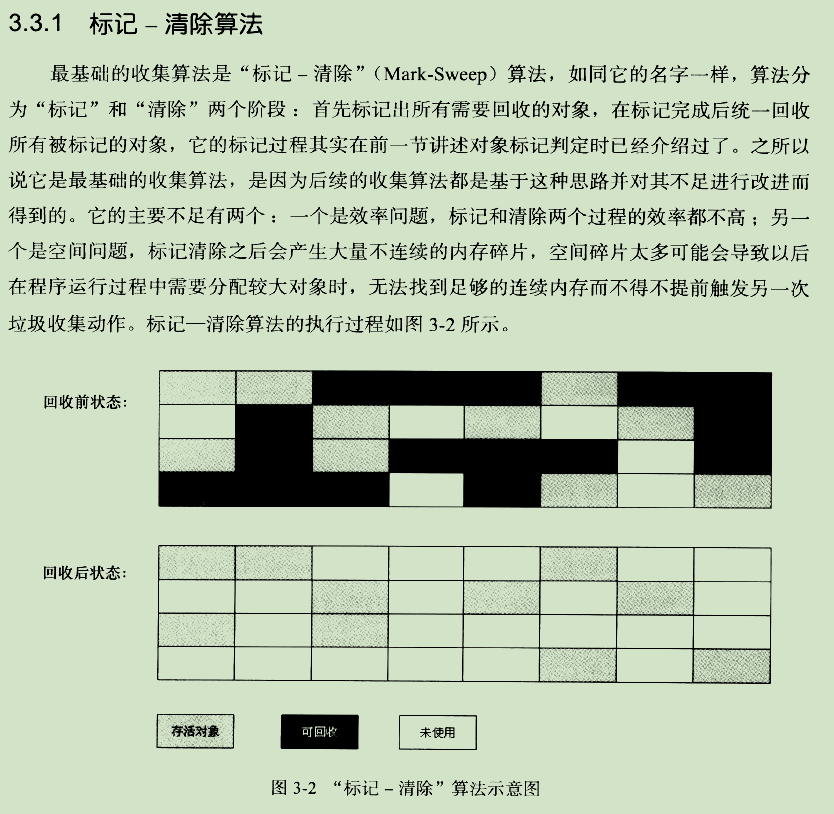 3.3.1 标记 – 清除算法
最基础的收集算法是“标记 – 清除”（Mark-Sweep）算法，如同它的名字一样，算法分
为“标记”和“清除”两个阶段：首先标记出所有需要回收的对象，在标记完成后统一回收
所有被标记的对象，它的标记过程其实在前一节讲述对象标记判定时已经介绍过了。之所以
说它是最基础的收集算法，是因为后续的收集算法都是基于这种思路并对其不足进行改进而
得到的。它的主要不足有两个：一个是效率问题，标记和清除两个过程的效率都不高；另一
个是空间问题，标记清除之后会产生大量不连续的内存碎片，空间碎片太多可能会导致以后
在程序运行过程中需要分配较大对象时，无法找到足够的连续内存而不得不提前触发另一次
垃圾收集动作。标记—清除算法的执行过程如图 3-2 所示。
回收前状态：
回收后状态：
存活对象 可回收 未使用
图 3-2 “标记 – 清除”算法示意图